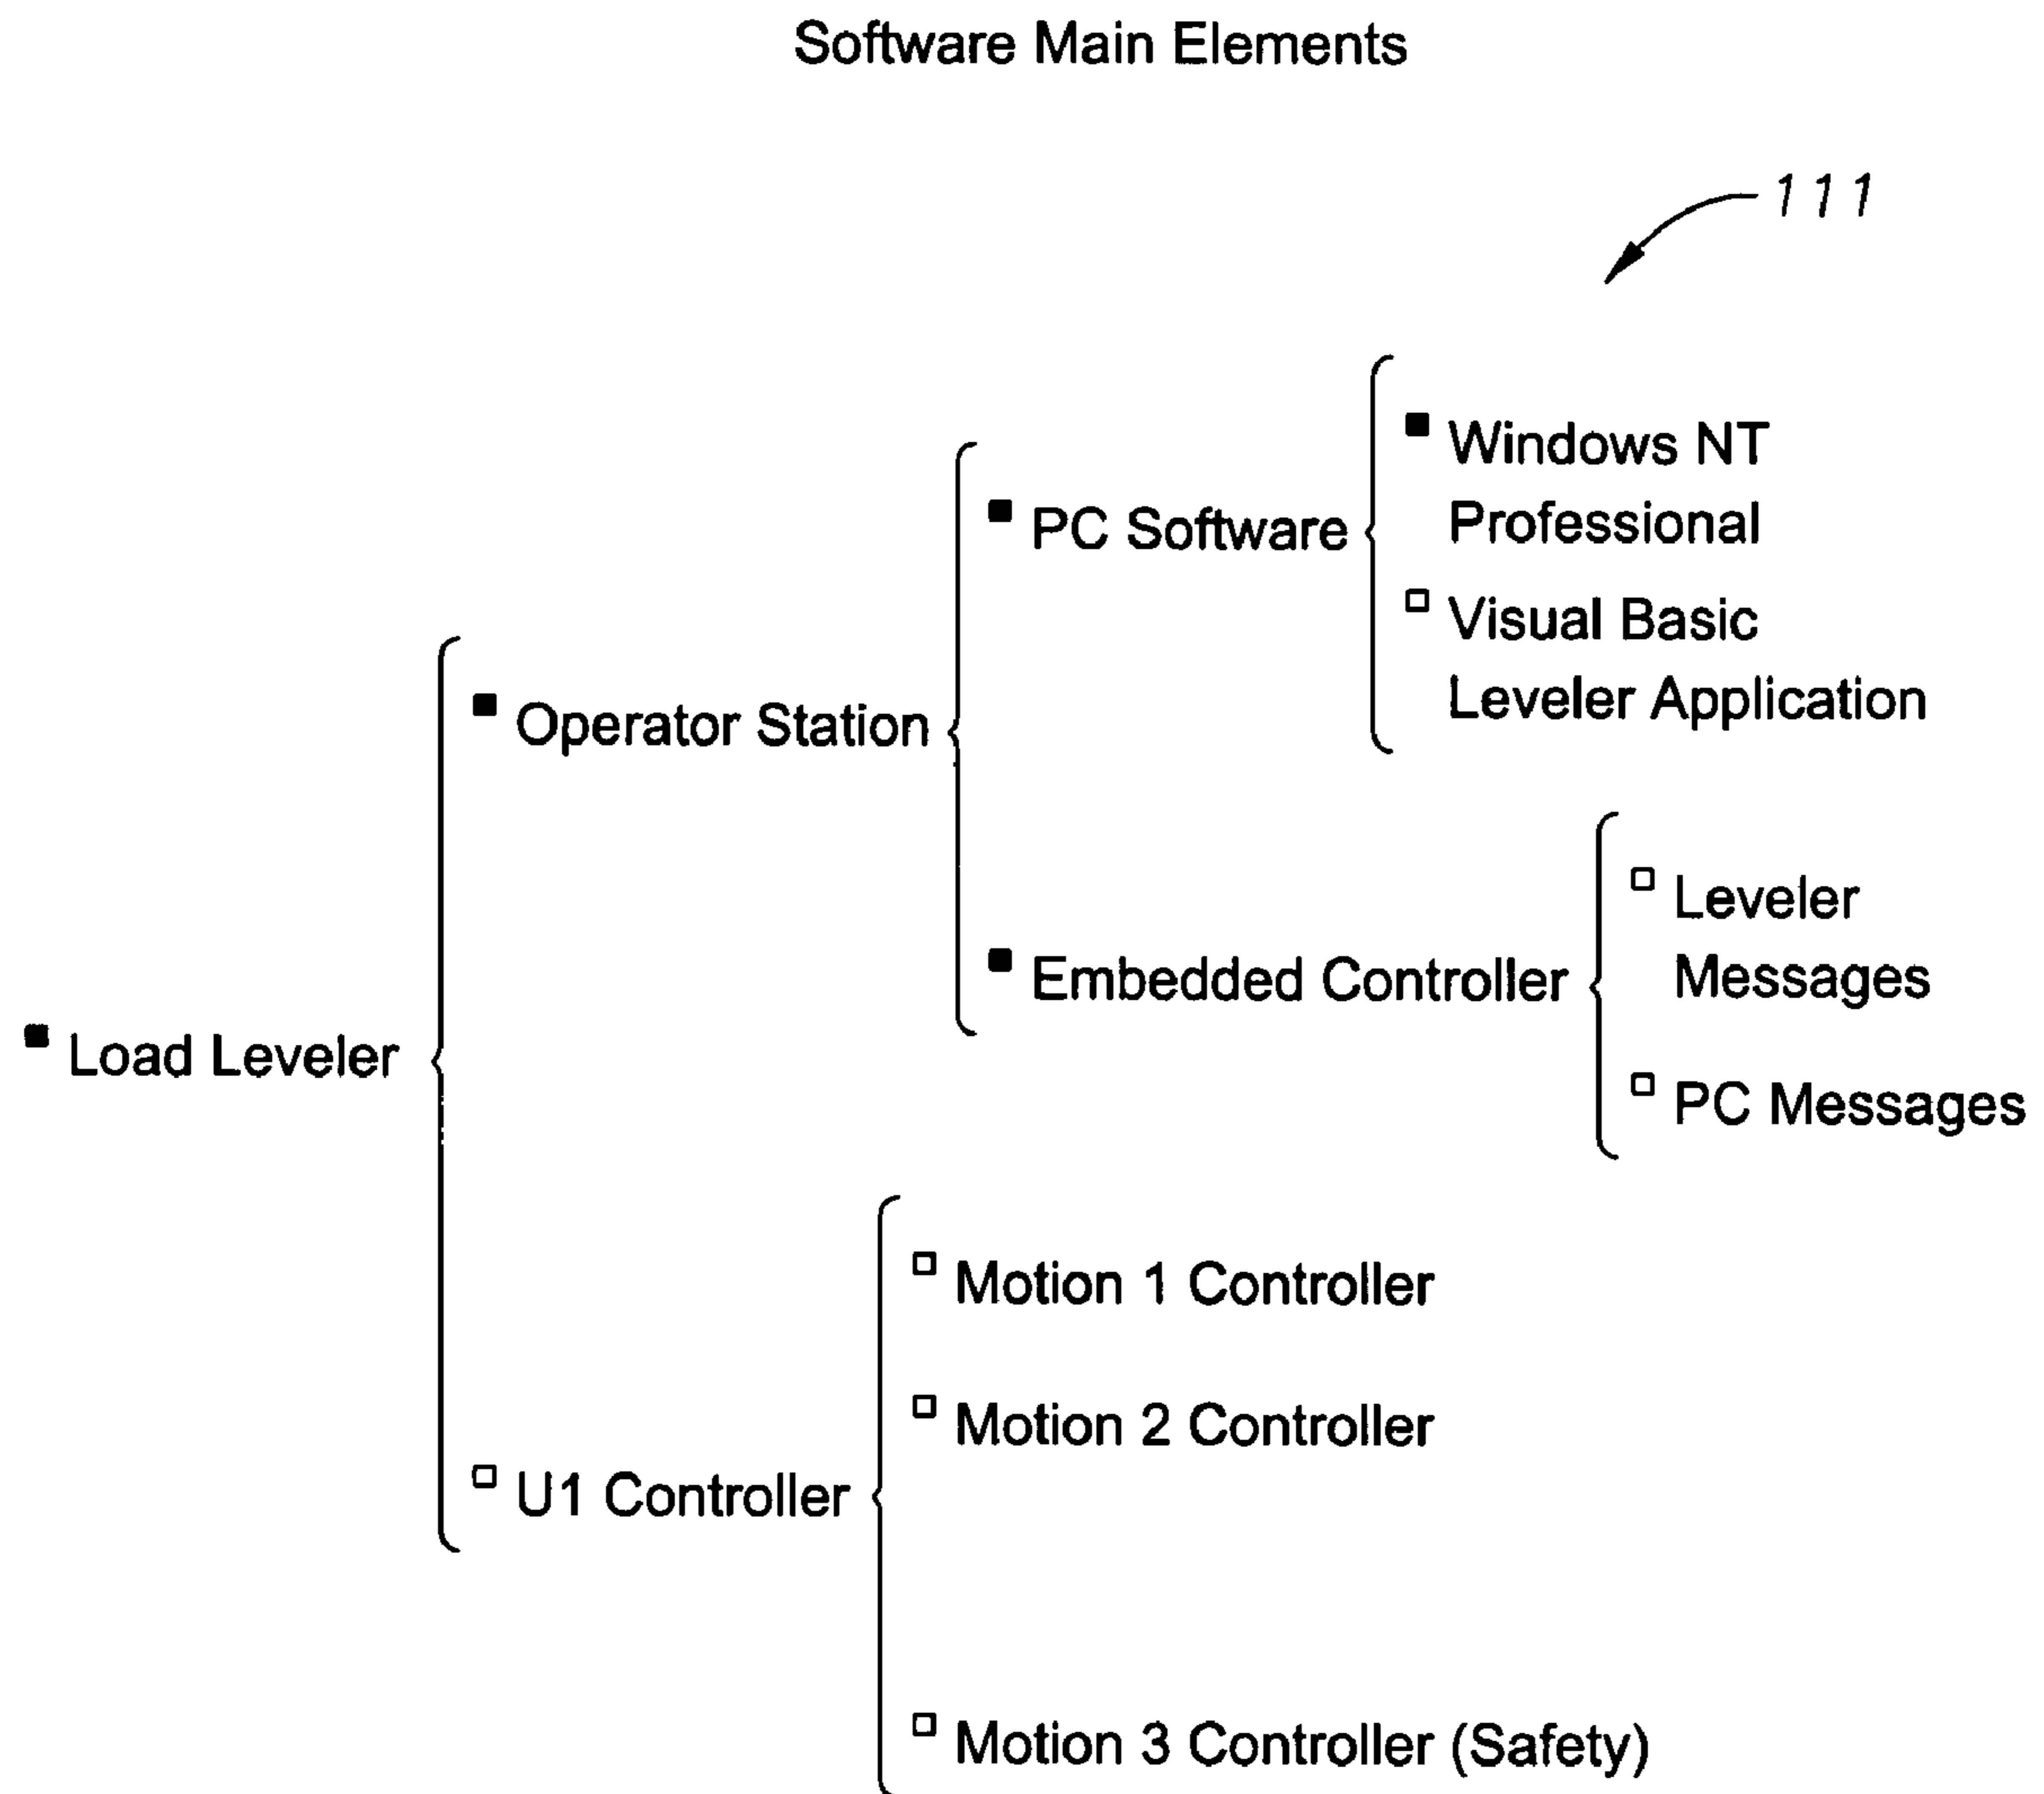 Software Main Elements
111
Windows NT
Professional
PC Software
Visual Basic
Leveler Application
Operator Station
Leveler
Messages
Embedded Controller
Load Leveler
PC Messages
Motion 1 Controller
Motion 2 Controller
U1 Controller
Motion 3 Controller (Safety)